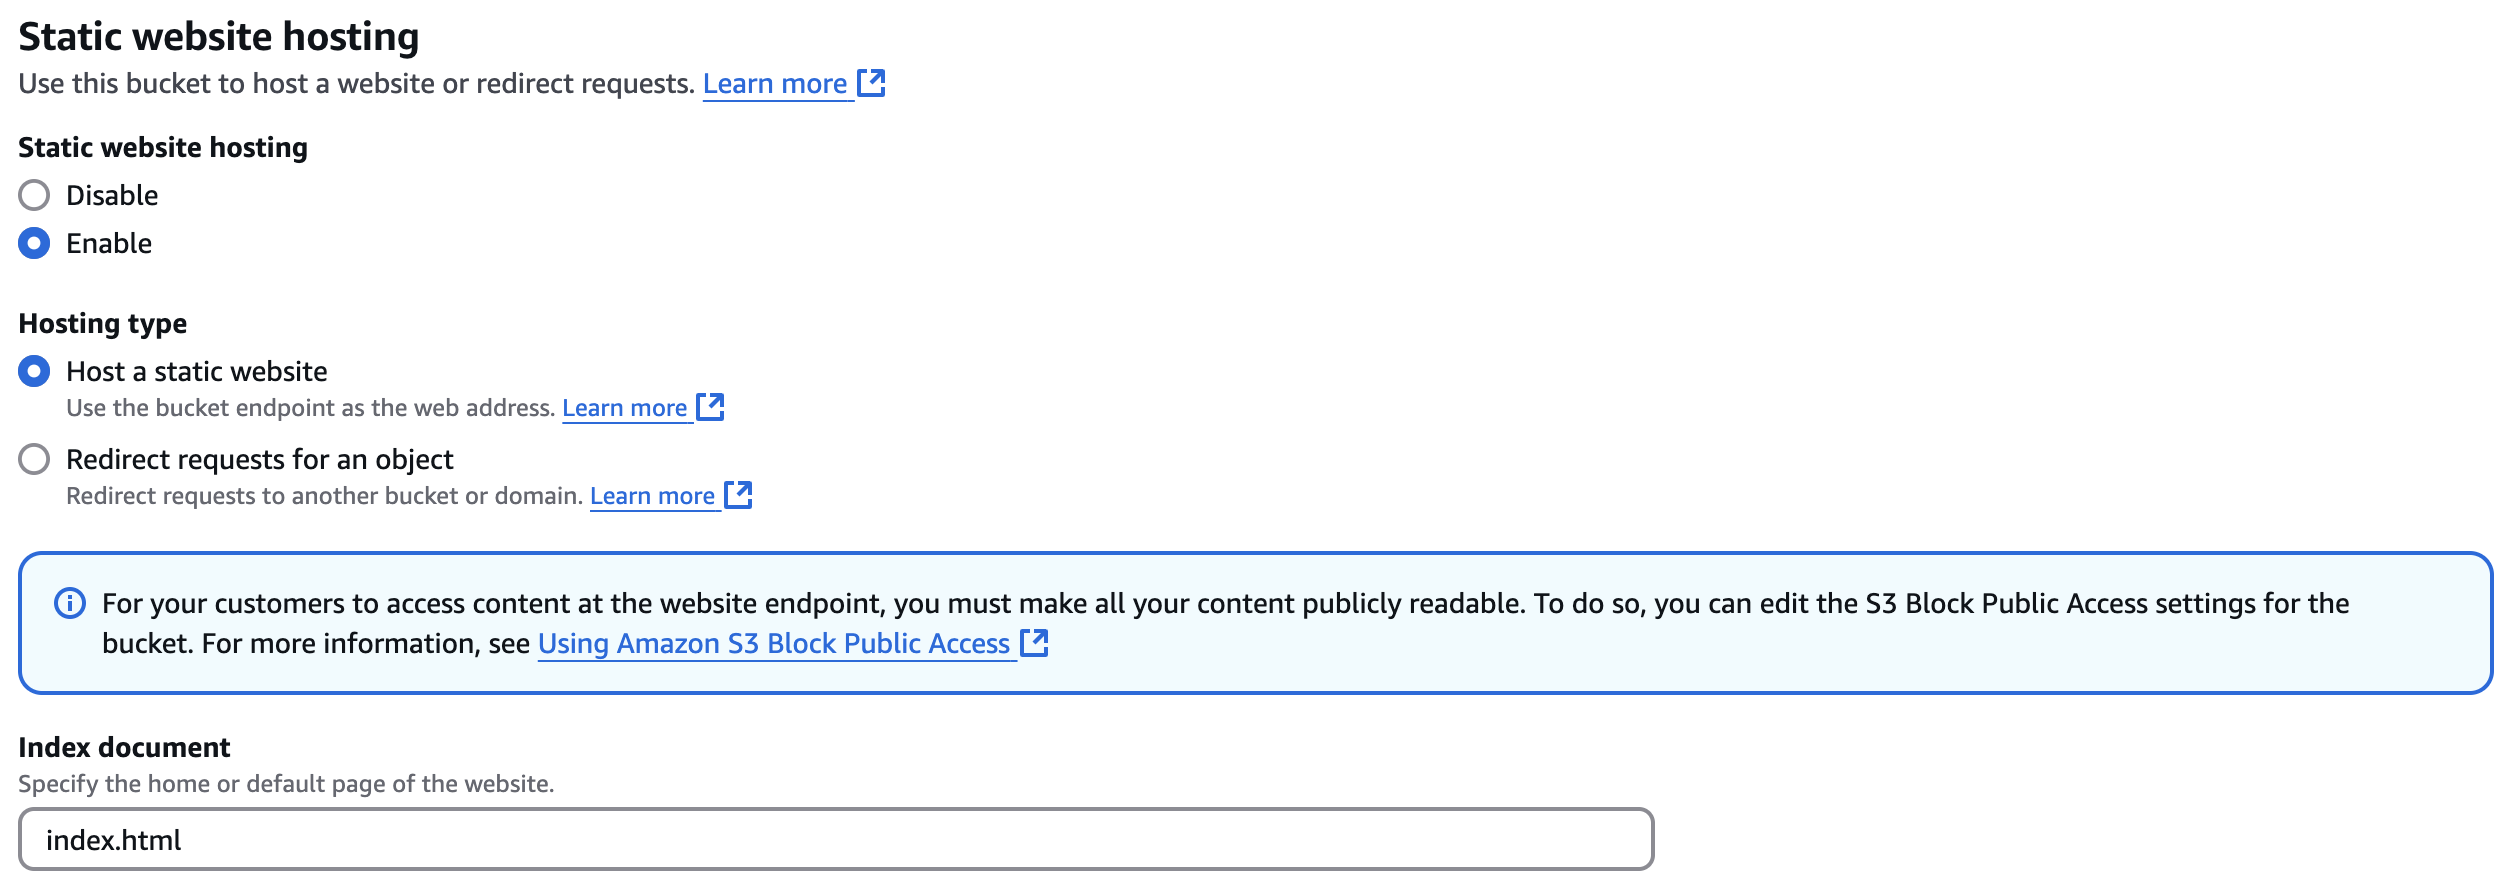 Static website hosting
Use this bucket to host a website or redirect requests. Learn more
Static website hosting
Disable
Enable
Hosting type
Host a static website
Use the bucket endpoint as the web address. Learn more
Redirect requests for an object
Redirect requests to another bucket or domain. Learn more
For your customers to access content at the website endpoint, you must make all your content publicly readable. To do so, you can edit the S3 Block Public Access settings for the
bucket. For more information, see Using Amazon S3 Block Public Access
Index document
Specify the home or default page of the website.
index.html